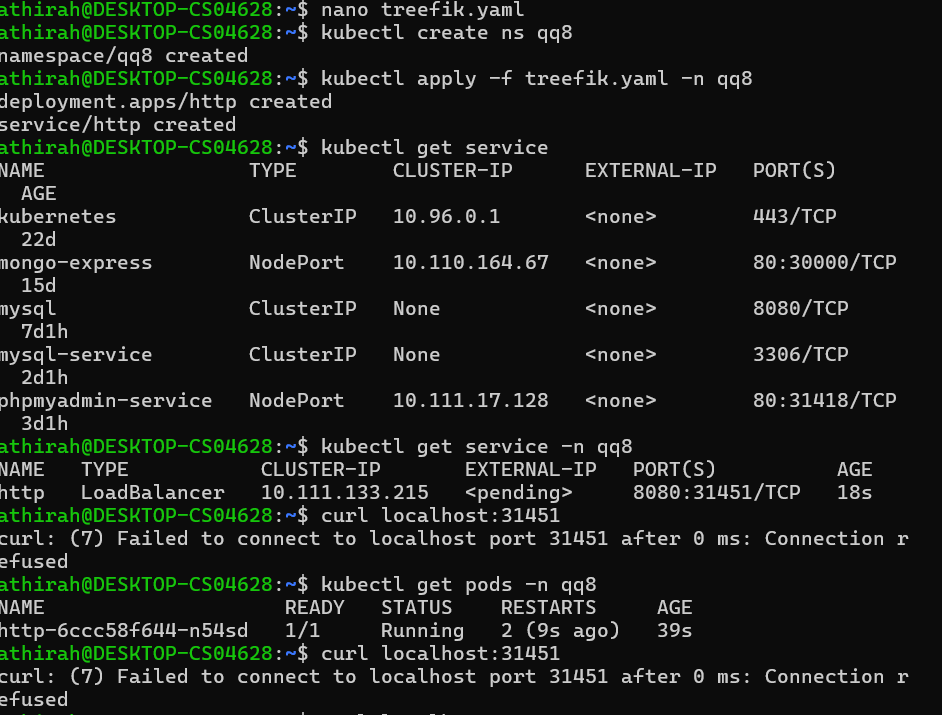 athirah@DESKTOP-CS04628:~$ nano treefik.yaml
athirah@DESKTOP-CS04628:~$ kubectl create ns qq8
namespace/qq8 created
athirah@DESKTOP-CS04628:~$ kubectl apply -f treefik.yaml -n qq8
deployment.apps/http created
service/http created
athirah@DESKTOP-CS04628:~$ kubectl get service
NAME TYPE CLUSTER-IP EXTERNAL-IP PORT(S)
AGE
kubernetes ClusterIP 10.96.0.1 <none> 443/TCP
22d
mongo-express NodePort 10.110.164.67 <none> 80:30000/TCP
15d
mysql ClusterIP None <none> 8080/TCP
7d1h
mysql-service ClusterIP None <none> 3306/TCP
2d1h
phpmyadmin-service NodePort 10.111.17.128 <none> 80:31418/TCP
3d1h
athirah@DESKTOP-CS04628:~$ kubectl get service -n qq8
NAME TYPE CLUSTER-IP EXTERNAL-IP PORT(S) AGE
http LoadBalancer 10.111.133.215 <pending> 8080:31451/TCP 18s
athirah@DESKTOP-CS04628:~$ curl localhost:31451
curl: (7) Failed to connect to localhost port 31451 after 0 ms: Connection r
efused
athirah@DESKTOP-CS04628:~$ kubectl get pods -n qq8
NAME READY STATUS RESTARTS AGE
http-6ccc58f644-n54sd 1/1 Running 2 (9s ago) 39s
athirah@DESKTOP-CS04628:~$ curl localhost:31451
curl: (7) Failed to connect to localhost port 31451 after 0 ms: Connection r
efused